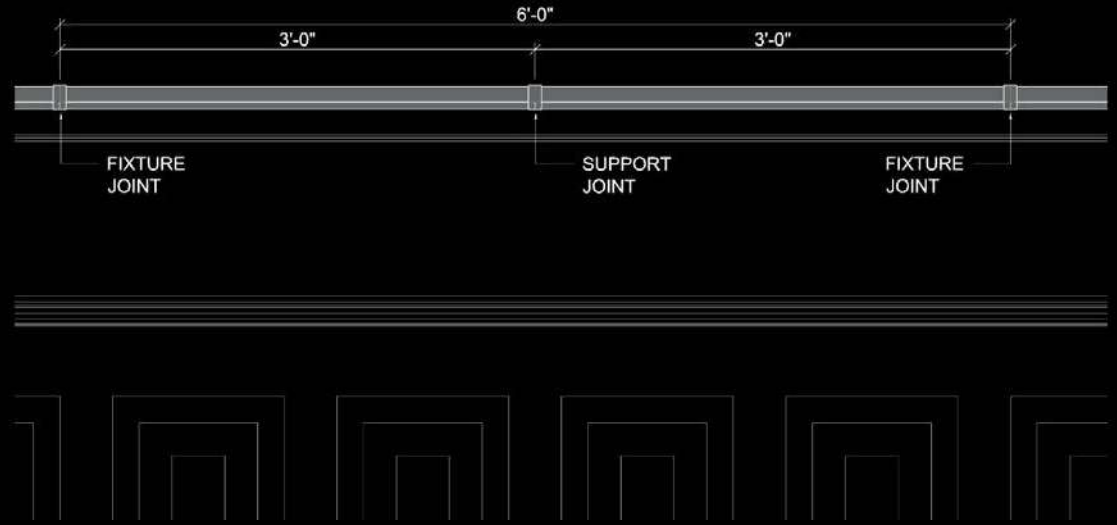 6'-0"
3'-0"
3'-0"
FIXTURE
JOINT
SUPPORT
JOINT
FIXTURE
JOINT